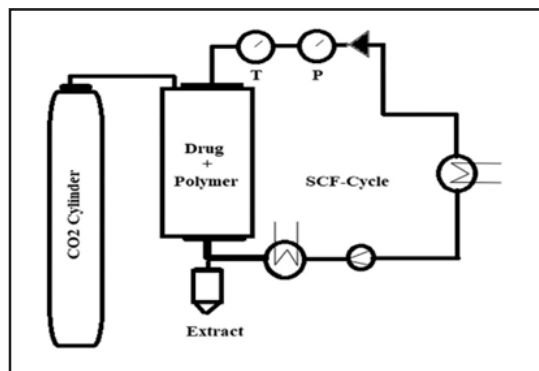 T P
Drug
+
Polymer
SCF-Cycle
CO2 Cylinder
Extract